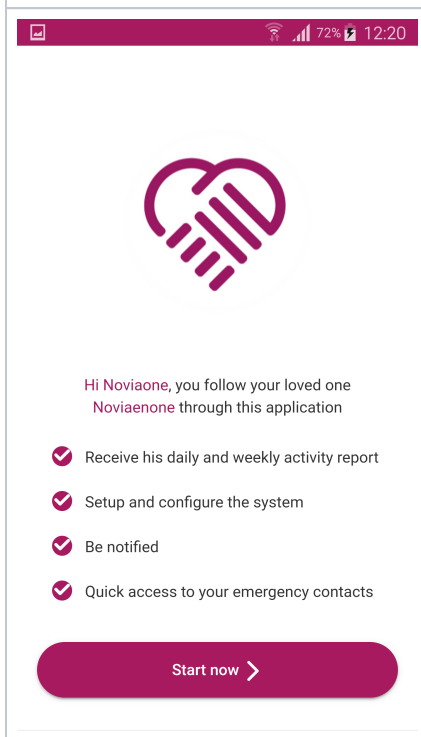 72% 12:20
Hi Noviaone, you follow your loved one
Noviaenone through this application
Receive his daily and weekly activity report
Setup and configure the system
Be notified
Quick access to your emergency contacts
Start now